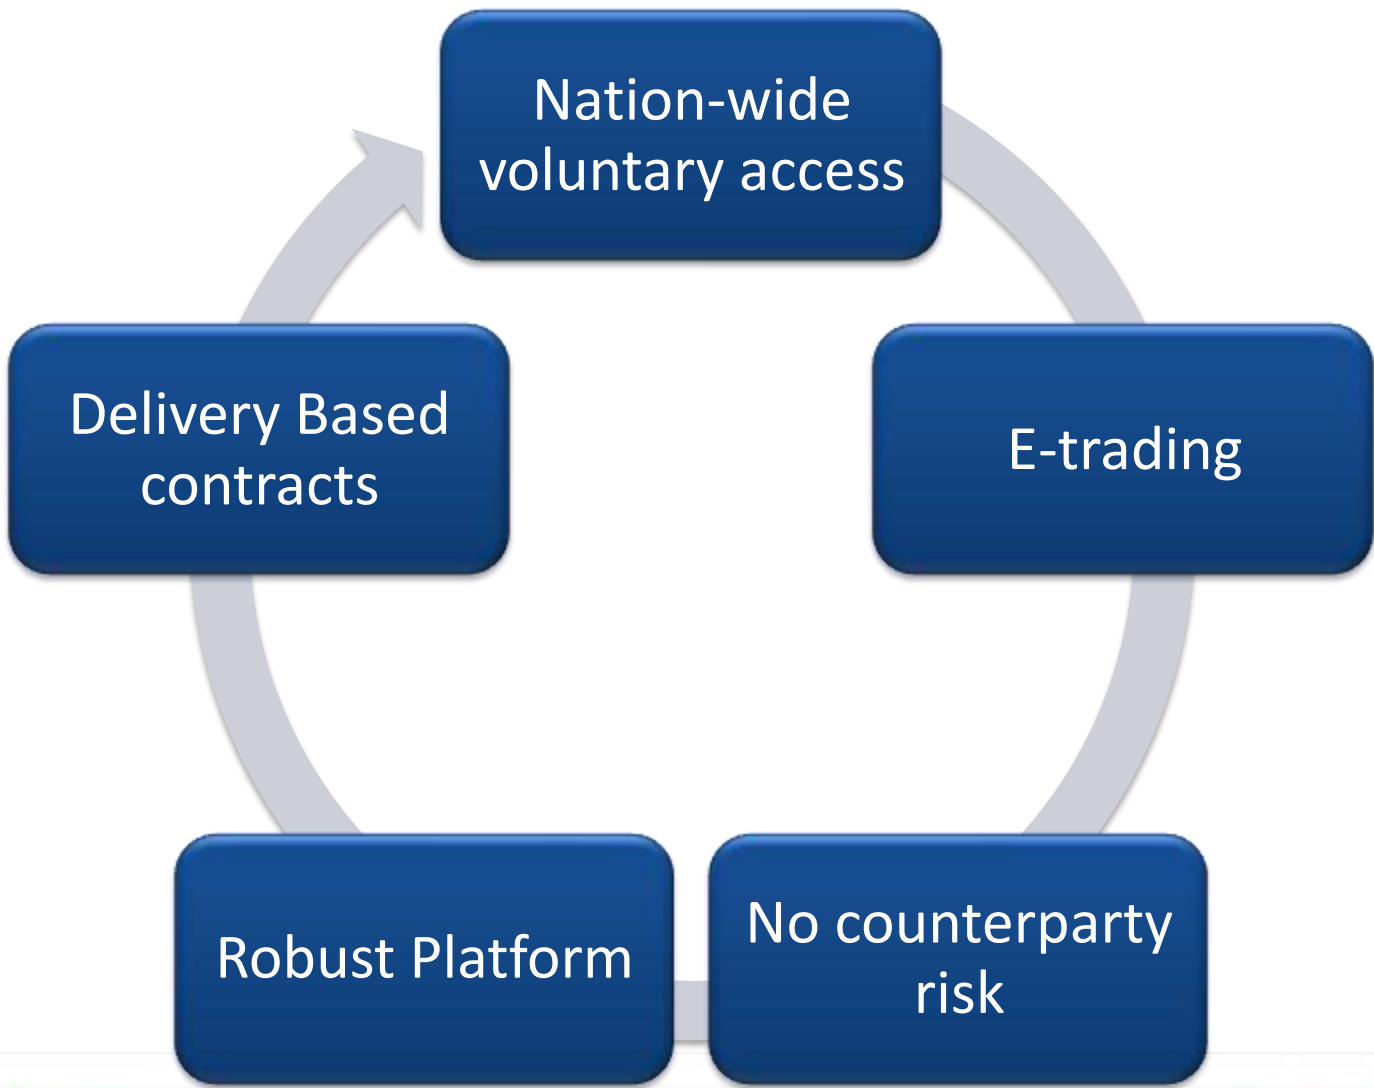 Nation-wide
voluntary access
E-trading
No counterparty
risk
Robust Platform
Delivery Based
contracts